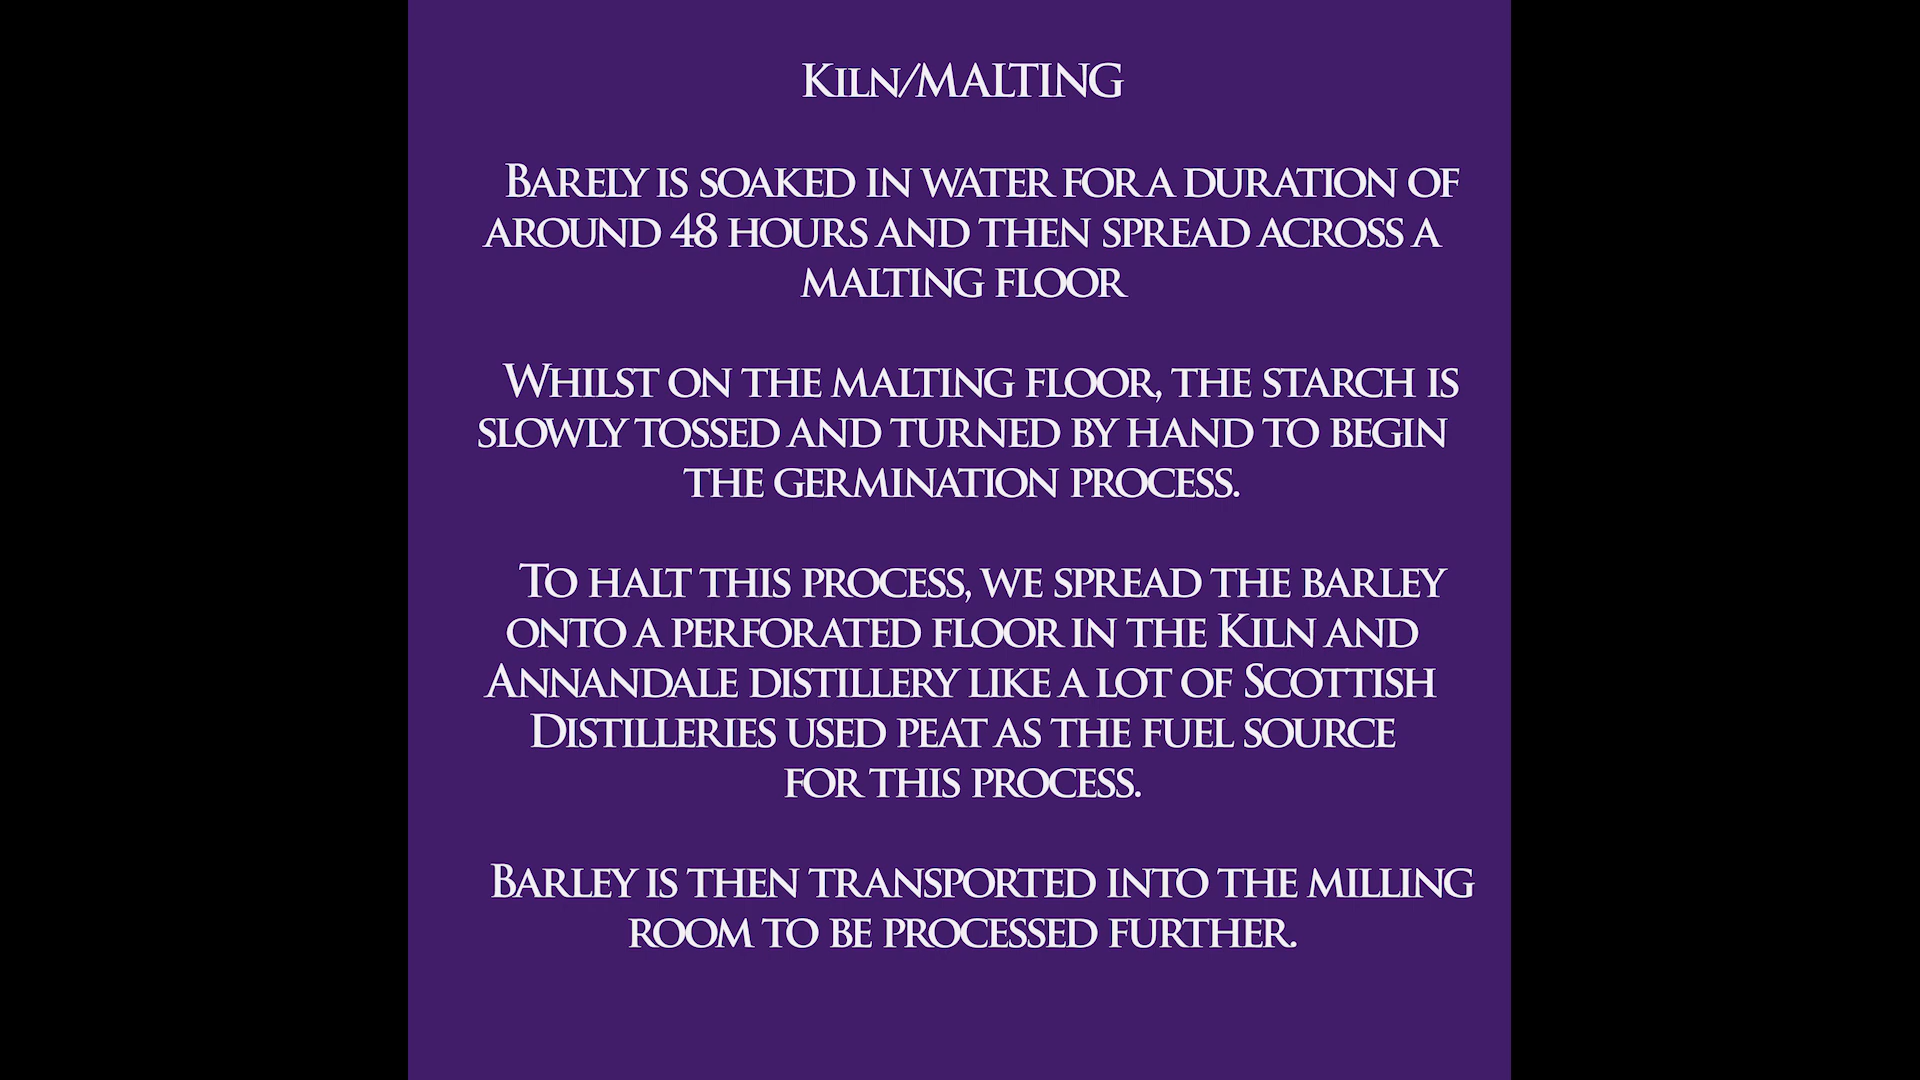 Kiln/MALTING
Barely is soaked in water for a duration of
around 48 hours and then spread across a
malting floor
Whilst on the malting floor, the starch is
slowly tossed and turned by hand to begin
the germination process.
To halt this process, we spread the barley
onto a perforated floor in the Kiln and
Annandale distillery like a lot of Scottish
Distilleries used peat as the fuel source
for this process.
Barley is then transported into the milling
room to be processed further.